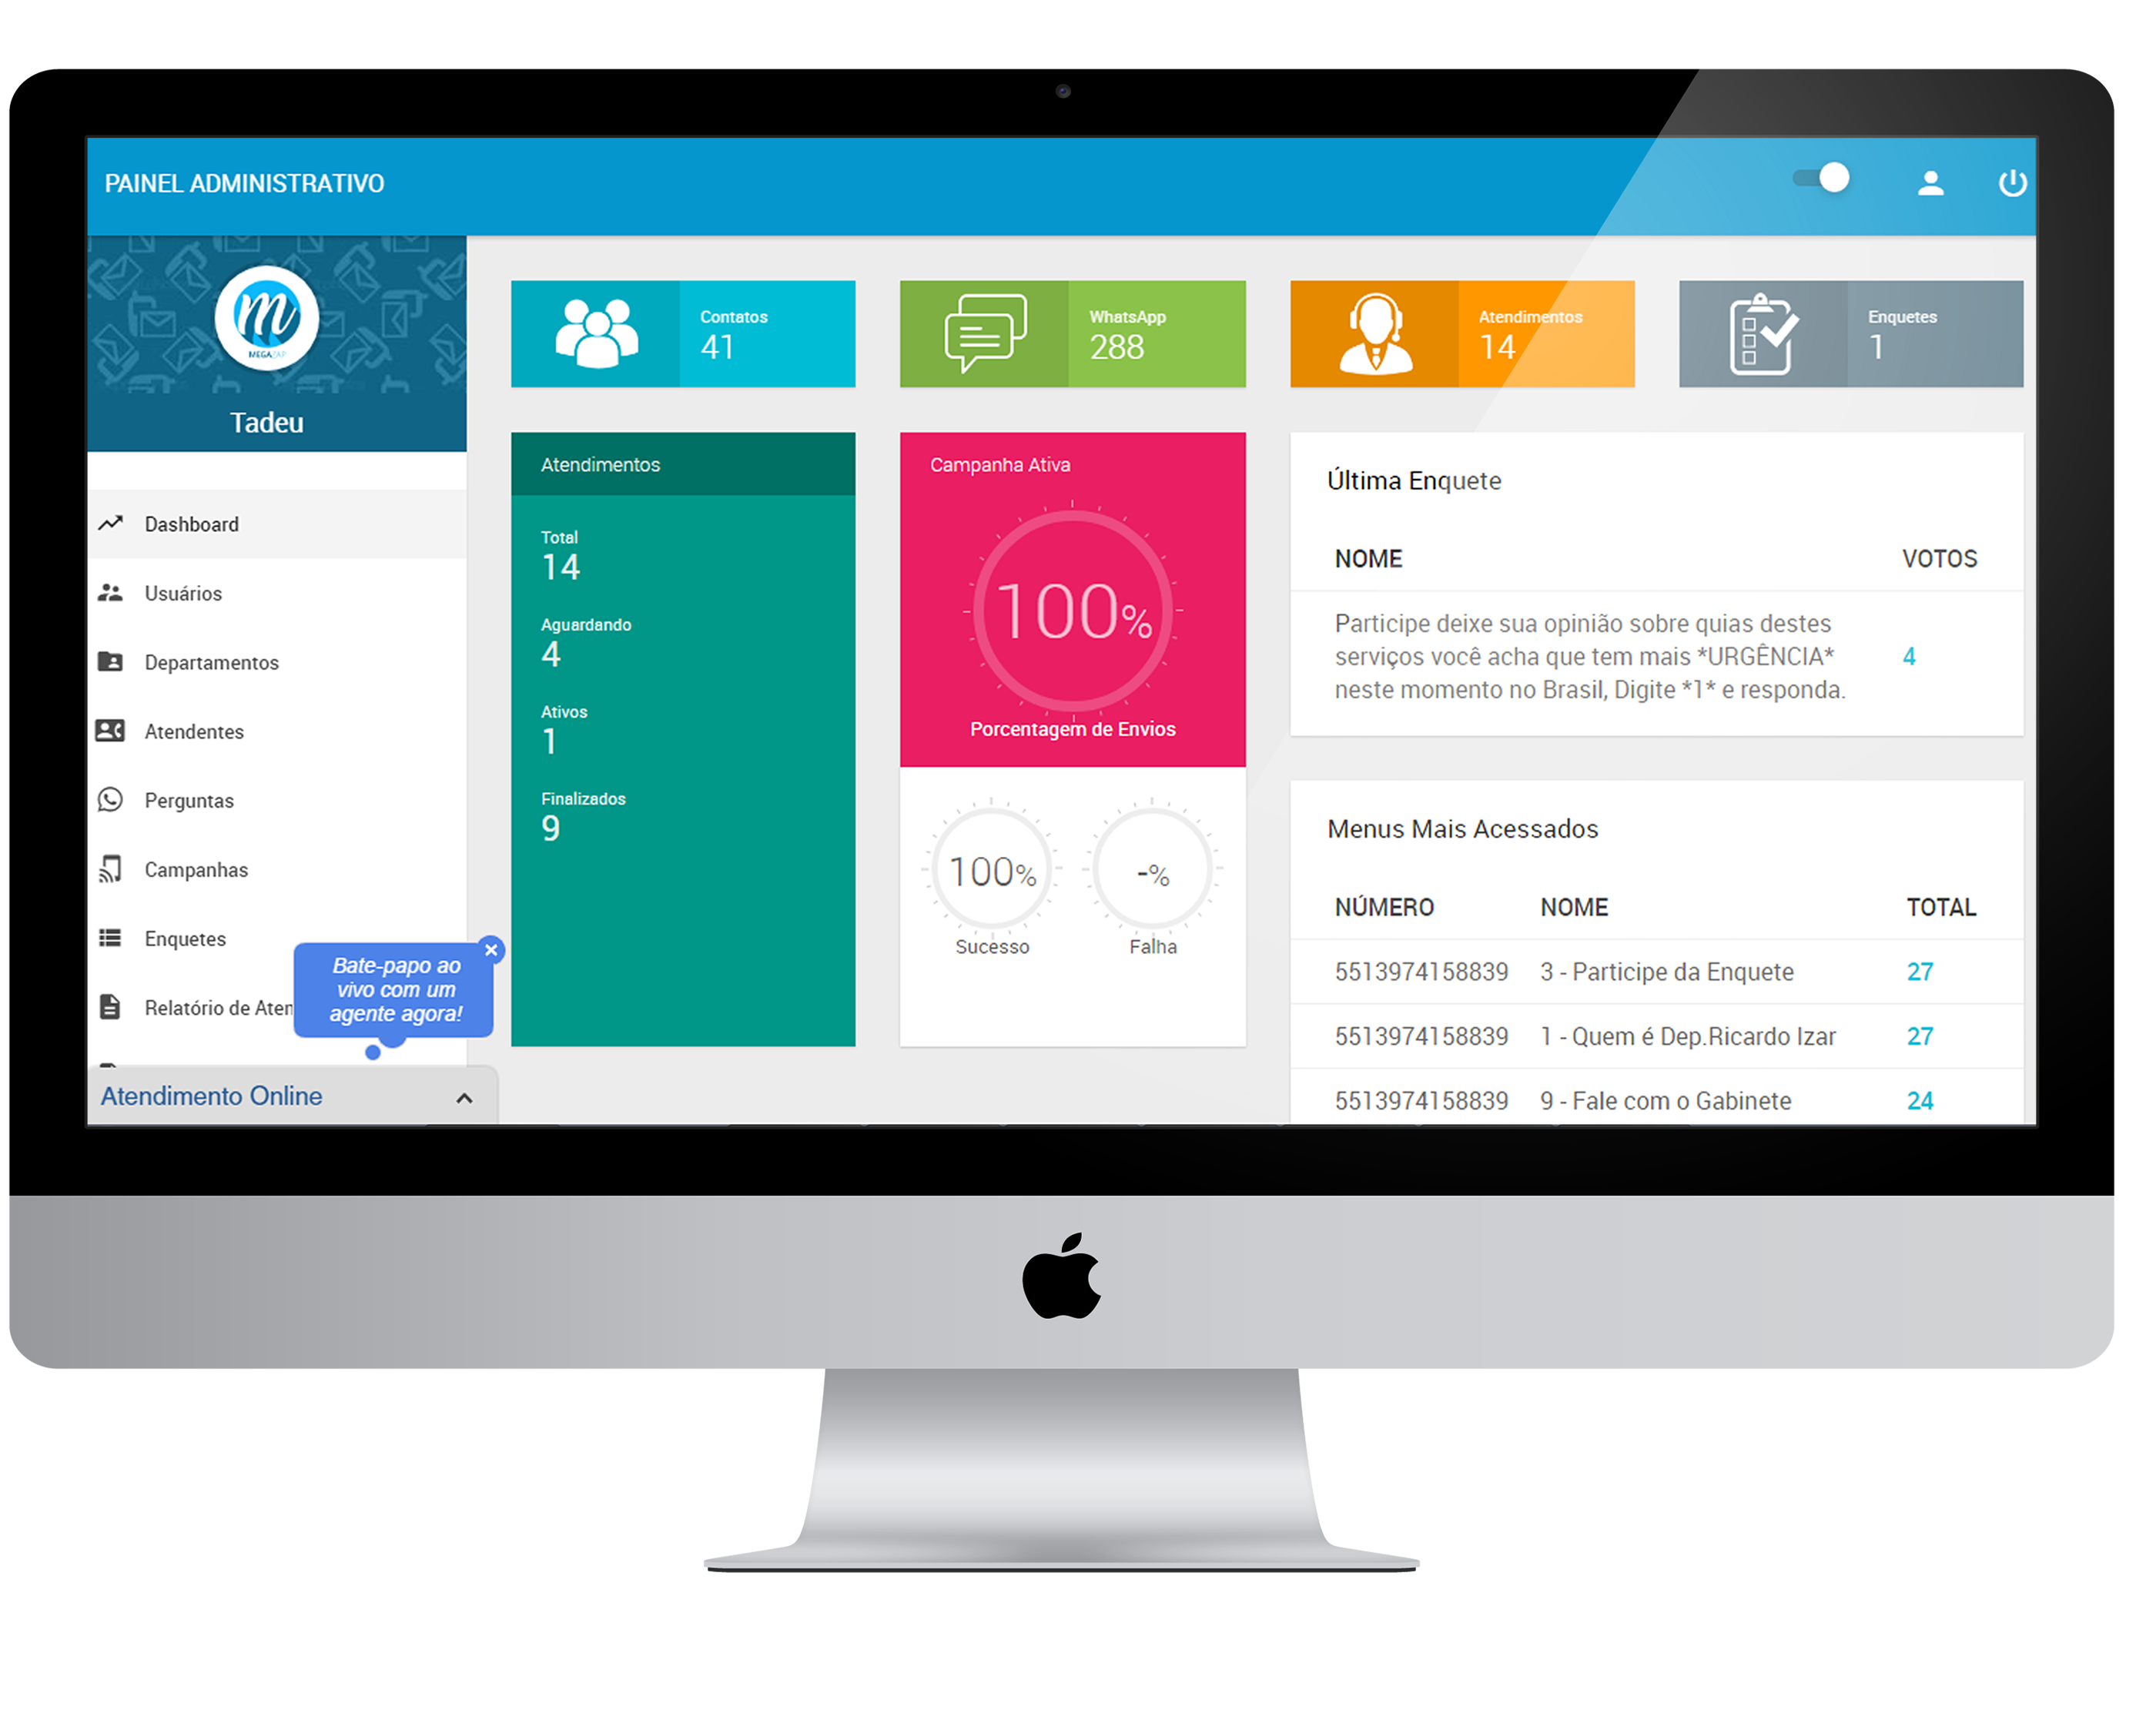 PAINEL ADMINISTRATIVO
m
MEGAZAP
Tadeu
Dashboard
Usuários
Departamentos
Atendentes
Perguntas
Campanhas
Enquetes
Relatório de Aten
Bate-papo ao
vivo com um
agente agora!
Atendimento Online
Contatos
41
WhatsApp
288
Atendimentos
14
Enquetes
1
Atendimentos
Total
14
Aguardando
4
Ativos
1
Finalizados
9
Campanha Ativa
100%
Porcentagem de Envios
100%
Sucesso
-%
Falha
Última Enquete
NOME VOTOS
Participe deixe sua opinião sobre quias destes
serviços você acha que tem mais *URGÊNCIA*
neste momento no Brasil, Digite *1* e responda.
4
Menus Mais Acessados
NÚMERO NOME TOTAL
5513974158839 3 - Participe da Enquete 27
5513974158839 1 - Quem é Dep.Ricardo Izar 27
5513974158839 9 - Fale com o Gabinete 24